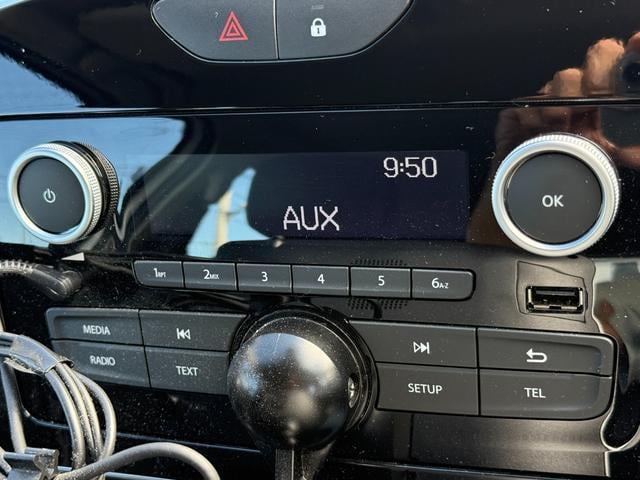 9:50
AUX
OK
1RPT 2MIX 3 4 5 6A-Z
MEDIA
RADIO TEXT SETUP TEL